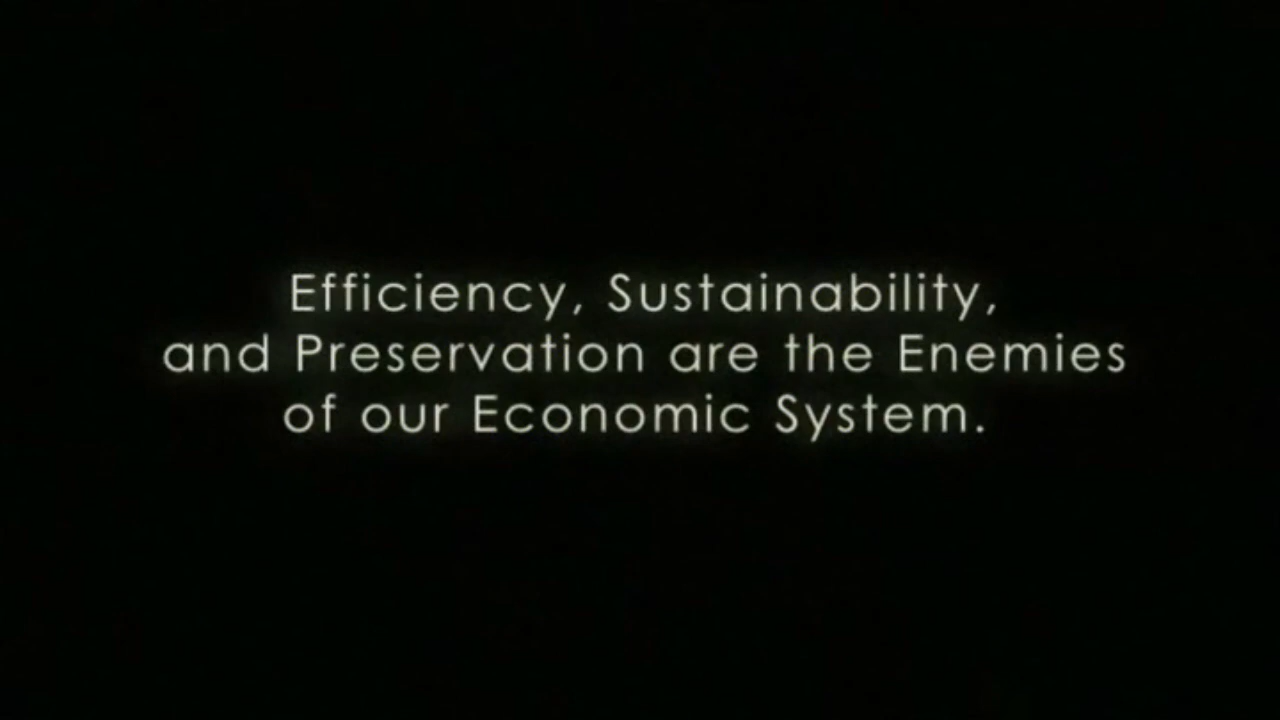 Efficiency, Sustainability,
and Preservation are the Enemies
of our Economic System.